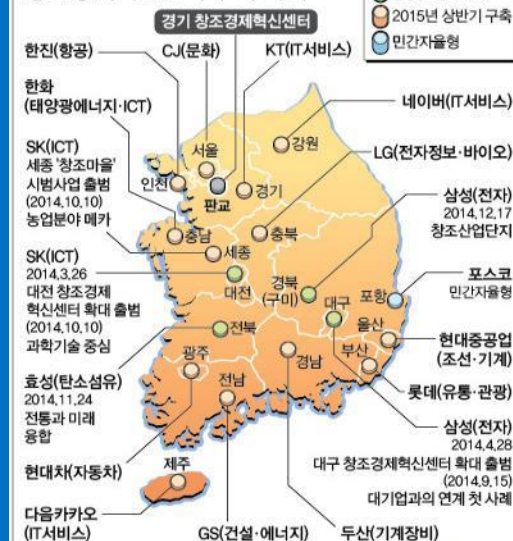 경기 창조경제혁신센터
2015년 상반기 구축
민간자율형
한진(항공)
CJ(문화)
KT(IT서비스)
한화
(태양광에너지·ICT)
네이버(IT서비스)
SK(ICT)
세종 '창조마을'
시범사업 출범
(2014.10.10)
농업분야 메카
LG(전자정보·바이오)
삼성(전자)
2014.12.17
창조산업단지
SK(ICT)
2014.3.26
대전 창조경제
혁신센터 확대 출범
(2014.10.10)
과학기술 중심
포스코
민간자율형
효성(탄소섬유)
2014.11.24
전통과 미래
융합
현대중공업
(조선·기계)
롯데(유통·관광)
현대차(자동차)
삼성(전자)
2014.4.28
대구 창조경제혁신센터 확대 출범
(2014.9.15)
대기업과의 연계 첫 사례
다음카카오
(IT서비스)
GS(건설·에너지)
두산(기계장비)
서울
강원
인천
판교
경기
충남
세종
충북
대전
경북
(구미)
대구
포항
울산
전북
광주
전남
경남
부산
제주